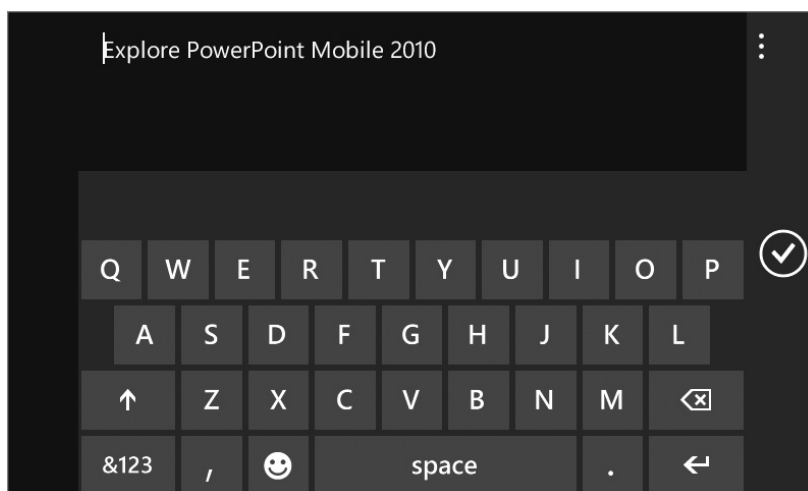 Explore PowerPoint Mobile 2010
Q W E R T Y U I O P
A S D F G H J K L
Z X C V B N M
&123 , space .